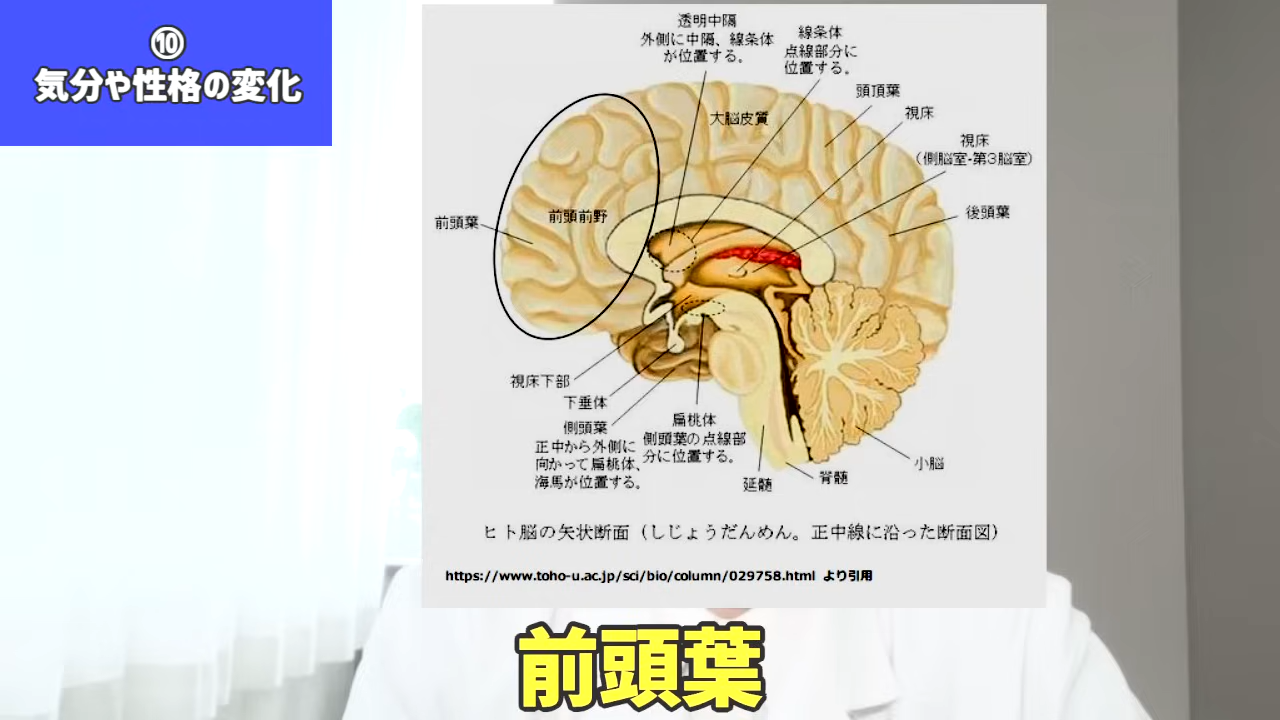 ⑩
気分や性格の変化
透明中隔
外側に中隔、線条体
が位置する。
線条体
点線部分に
位置する。
頭頂葉
大脳皮質
視床
視床
（側脳室-第3脳室）
前頭葉
前頭前野
後頭葉
視床下部
下垂体
側頭葉
正中から外側に
向かって扁桃体、
海馬が位置する。
扁桃体
側頭葉の点線部
分に位置する。
延髄
脊髄
小脳
ヒト脳の矢状断面（しじょうだんめん。正中線に沿った断面図）
https://www.toho-u.ac.jp/sci/bio/column/029758.html より引用
前頭葉